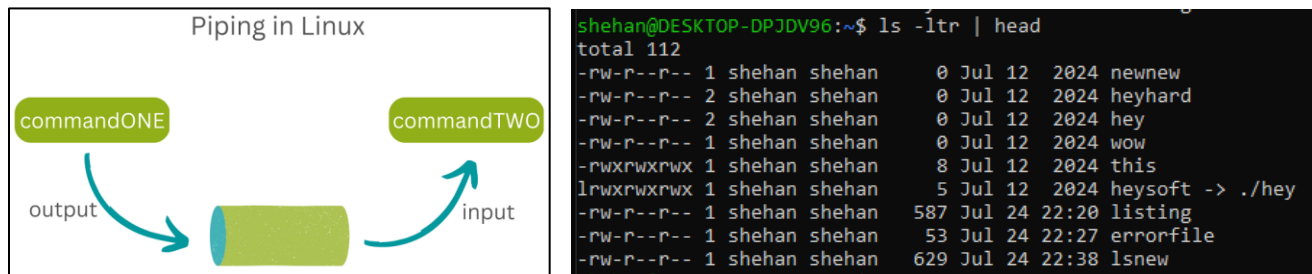 Piping in Linux
commandONE
commandTWO
output
input
shehan@DESKTOP-DPJDV96:~$ ls -ltr | head
total 112
-rw-r--r-- 1 shehan shehan     0 Jul 12  2024 newnew
-rw-r--r-- 2 shehan shehan     0 Jul 12  2024 heyhard
-rw-r--r-- 2 shehan shehan     0 Jul 12  2024 hey
-rw-r--r-- 1 shehan shehan     0 Jul 12  2024 wow
-rwxrwxrwx 1 shehan shehan     8 Jul 12  2024 this
lrwxrwxrwx 1 shehan shehan     5 Jul 12  2024 heysoft -> ./hey
-rw-r--r-- 1 shehan shehan   587 Jul 24 22:20 listing
-rw-r--r-- 1 shehan shehan    53 Jul 24 22:27 errorfile
-rw-r--r-- 1 shehan shehan   629 Jul 24 22:38 lsnew